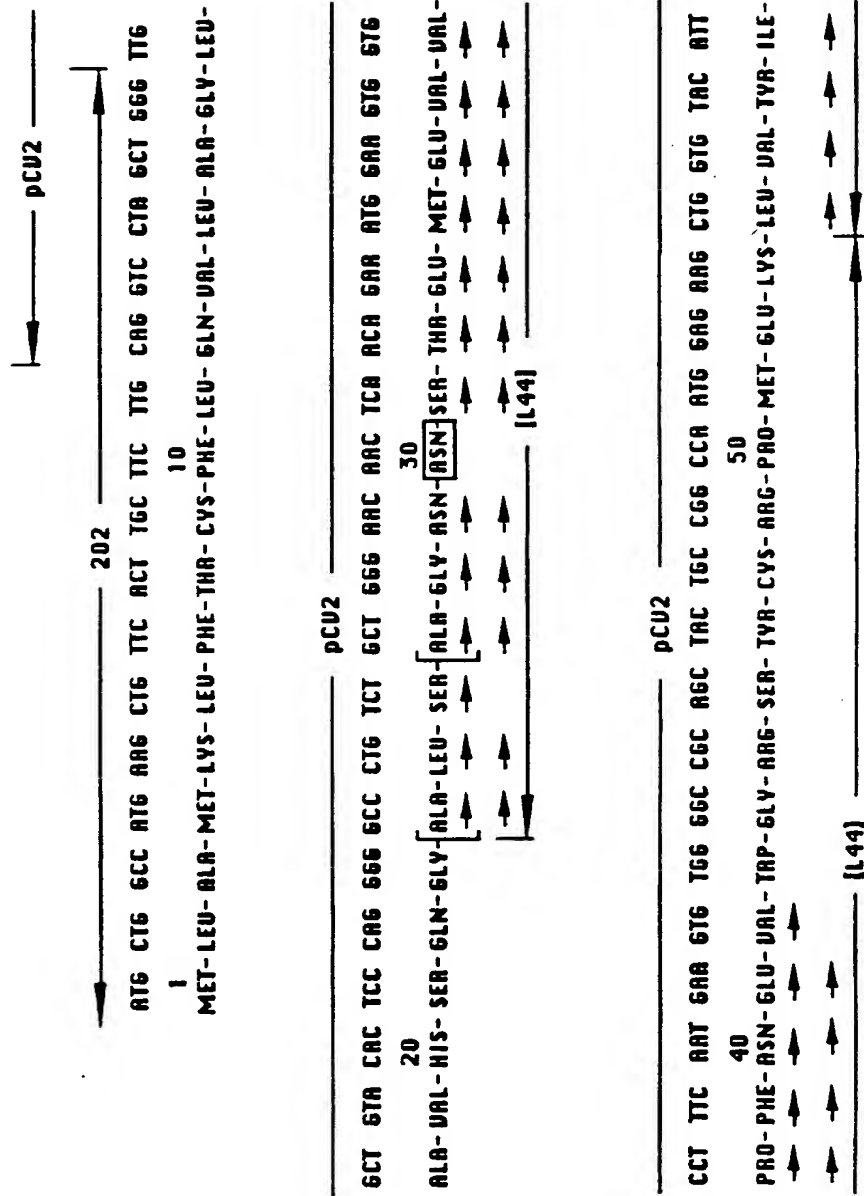 pCV2
202
ATG CTG GCC ATG AAG CTG TTC ACT TGC TTC TTG CAG GTC CTA GCT GGG TTG
1 10
MET-LEU-ALA-MET-LYS-LEU-PHE-THR-CYS-PHE-LEU-GLN-VAL-LEU-ALA-GLY-LEU-
pCV2
GCT GTA CAC TCC CAG GGG GCC CTG TCT GCT GGG AAC AAC TCA ACA GAA ATG GAA GTG GTG
20 30
ALA-VAL-HIS-SER-GLN-GLY-[ALA-LEU-SER-[ALA-GLY-ASN-ASN-SER-THR-GLU-MET-GLU-VAL-VAL-
[L44]
pCV2
CCT TTC AAT GAA GTG TGG GGC CGC AGC TAC TGC CGG CCA ATG GAG AAG CTG GTG TAC ATT
40 50
PRO-PHE-ASN-GLU-VAL-TRP-GLY-ARG-SER-TYR-CYS-ARG-PRO-MET-GLU-LYS-LEU-VAL-TYR-ILE-
[L44]